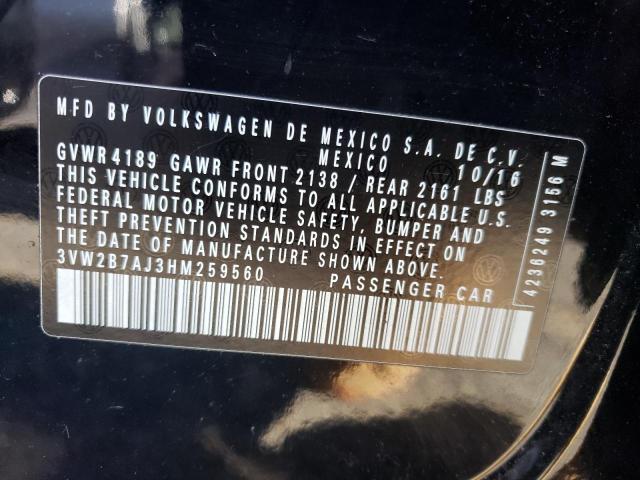 MFD BY VOLKSWAGEN DE MEXICO S.A. DE C.V.
MEXICO 10/16
GVWR 4189 GAWR FRONT 2138 / REAR 2161 LBS
THIS VEHICLE CONFORMS TO ALL APPLICABLE U.S.
FEDERAL MOTOR VEHICLE SAFETY, BUMPER AND
THEFT PREVENTION STANDARDS IN EFFECT ON
THE DATE OF MANUFACTURE SHOWN ABOVE.
3VW2B7AJ3HM259560 PASSENGER CAR
4236249 3156 M